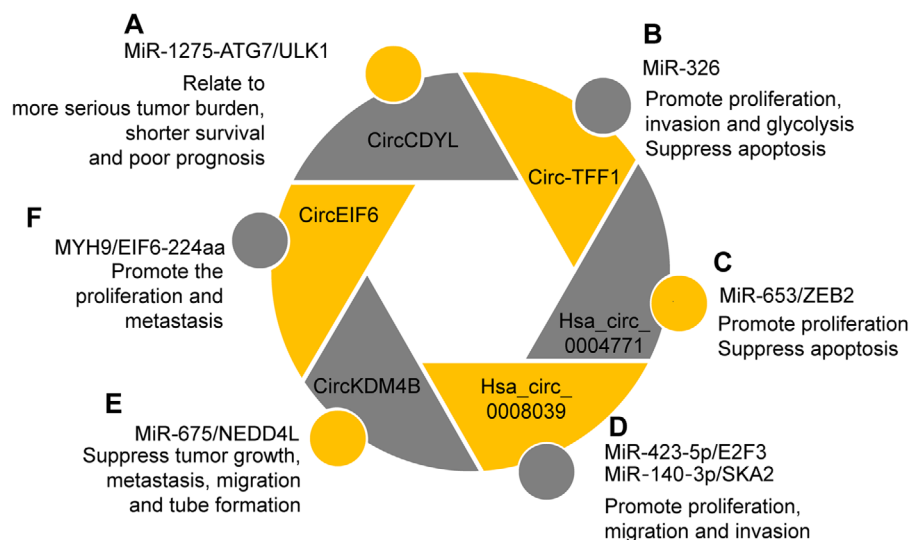 A
MiR-1275-ATG7/ULK1
Relate to
more serious tumor burden,
shorter survival
and poor prognosis
CircCDYL
B
MiR-326
Promote proliferation,
invasion and glycolysis
Suppress apoptosis
Circ-TFF1
C
MiR-653/ZEB2
Promote proliferation
Suppress apoptosis
Hsa_circ_
0004771
D
MiR-423-5p/E2F3
MiR-140-3p/SKA2
Promote proliferation,
migration and invasion
Hsa_circ_
0008039
E
MiR-675/NEDD4L
Suppress tumor growth,
metastasis, migration
and tube formation
CircKDM4B
F
MYH9/EIF6-224aa
Promote the
proliferation and
metastasis
CircEIF6